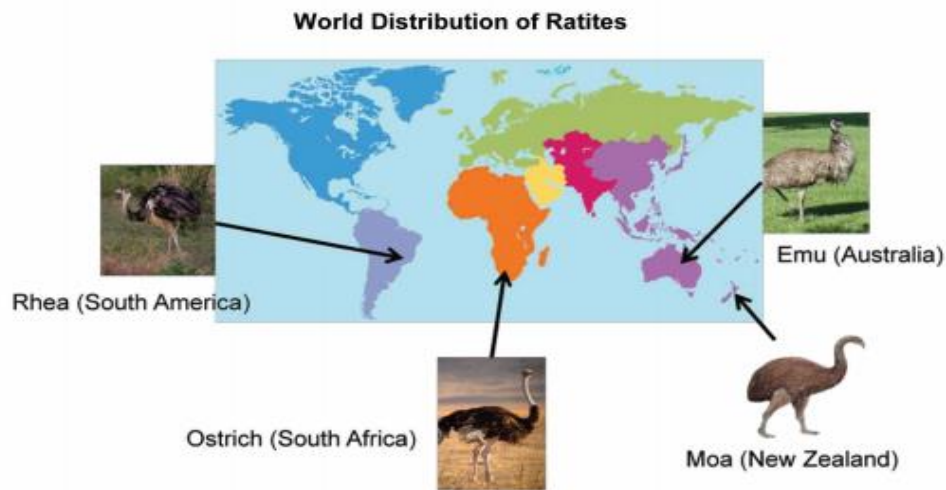 World Distribution of Ratites
Emu (Australia)
Rhea (South America)
Ostrich (South Africa)
Moa (New Zealand)